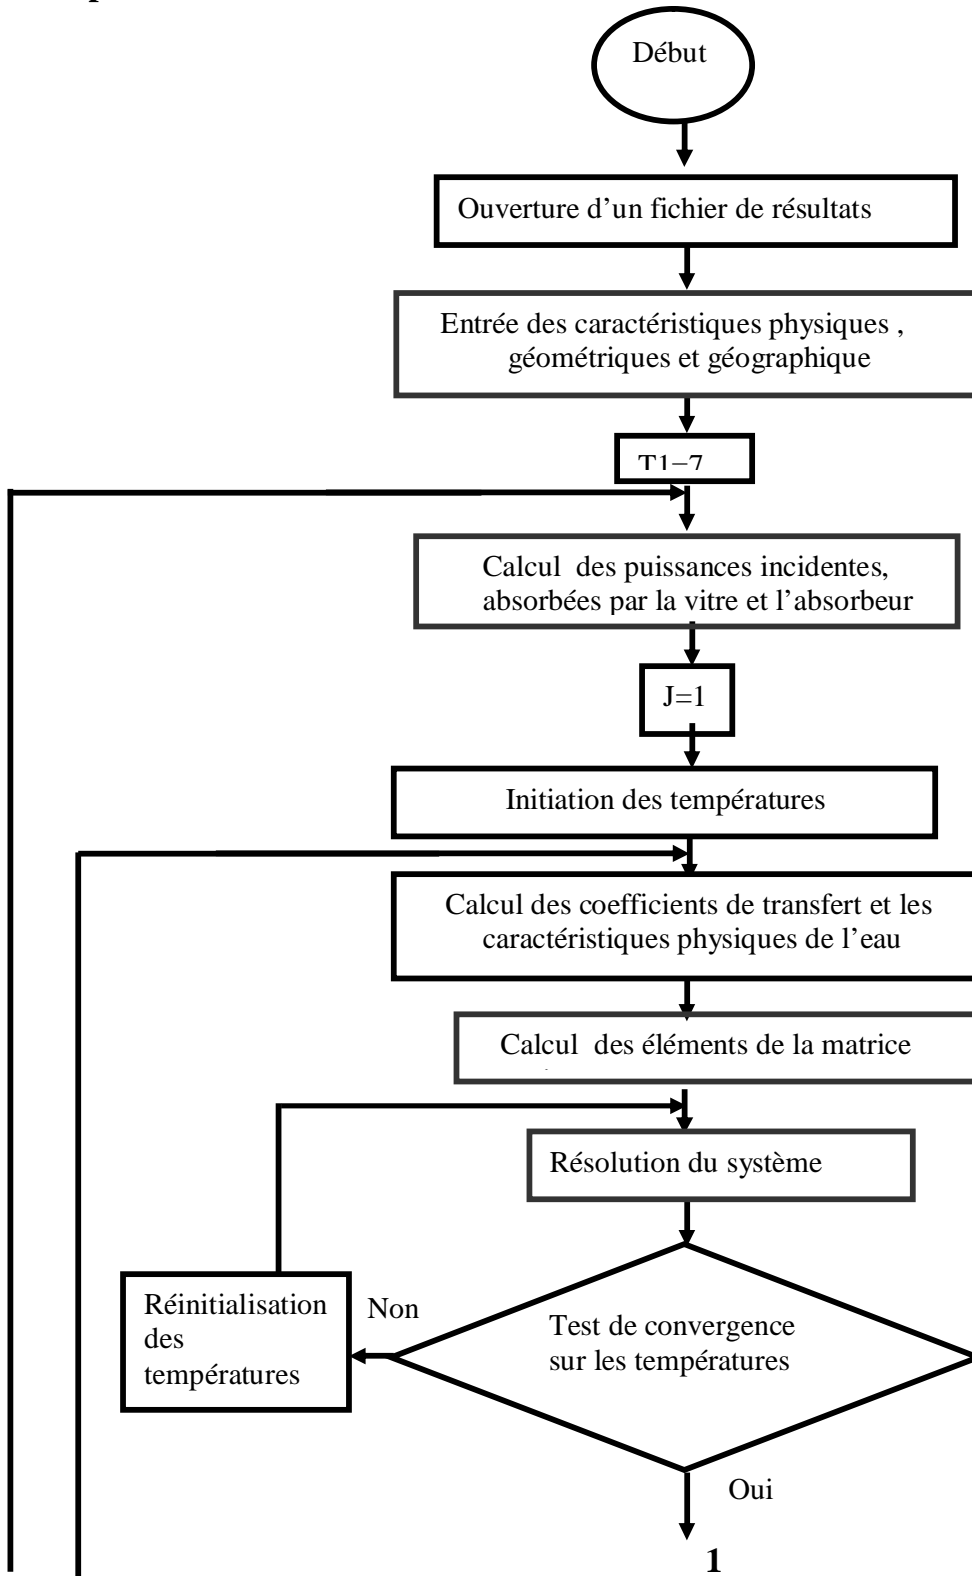 Début
Ouverture d’un fichier de résultats
Entrée des caractéristiques physiques ,
géométriques et géographique
T1=7
Calcul des puissances incidentes,
absorbées par la vitre et l’absorbeur
J=1
Initiation des températures
Calcul des coefficients de transfert et les
caractéristiques physiques de l’eau
Calcul des éléments de la matrice
Résolution du système
Réinitialisation
des
températures
Non
Test de convergence
sur les températures
Oui
1